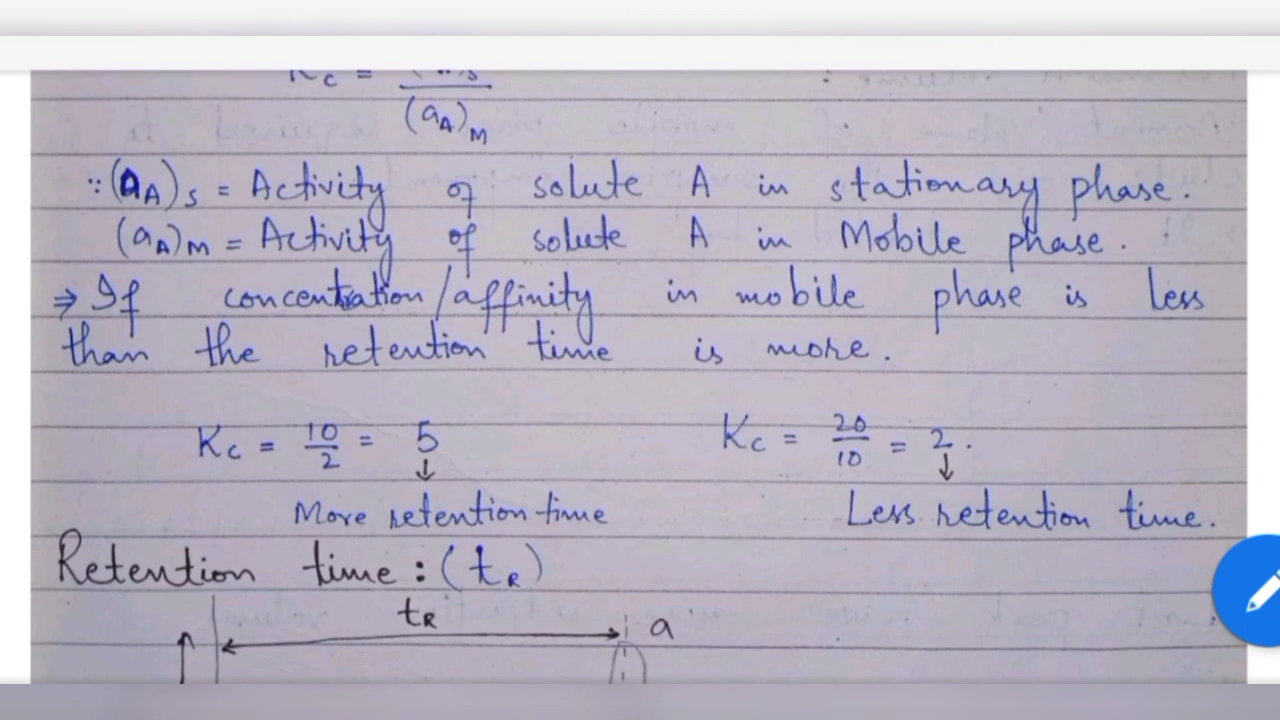 Kc =
(aA)M
∵ (aA)s = Activity of solute A in stationary phase.
(aA)M = Activity of solute A in Mobile phase.
⇒ If concentration/affinity in mobile phase is less
than the retention time is more.
Kc = 10/2 = 5 Kc = 20/10 = 2.
↓ ↓
More retention time Less retention time.
Retention time : (tR)
tR a